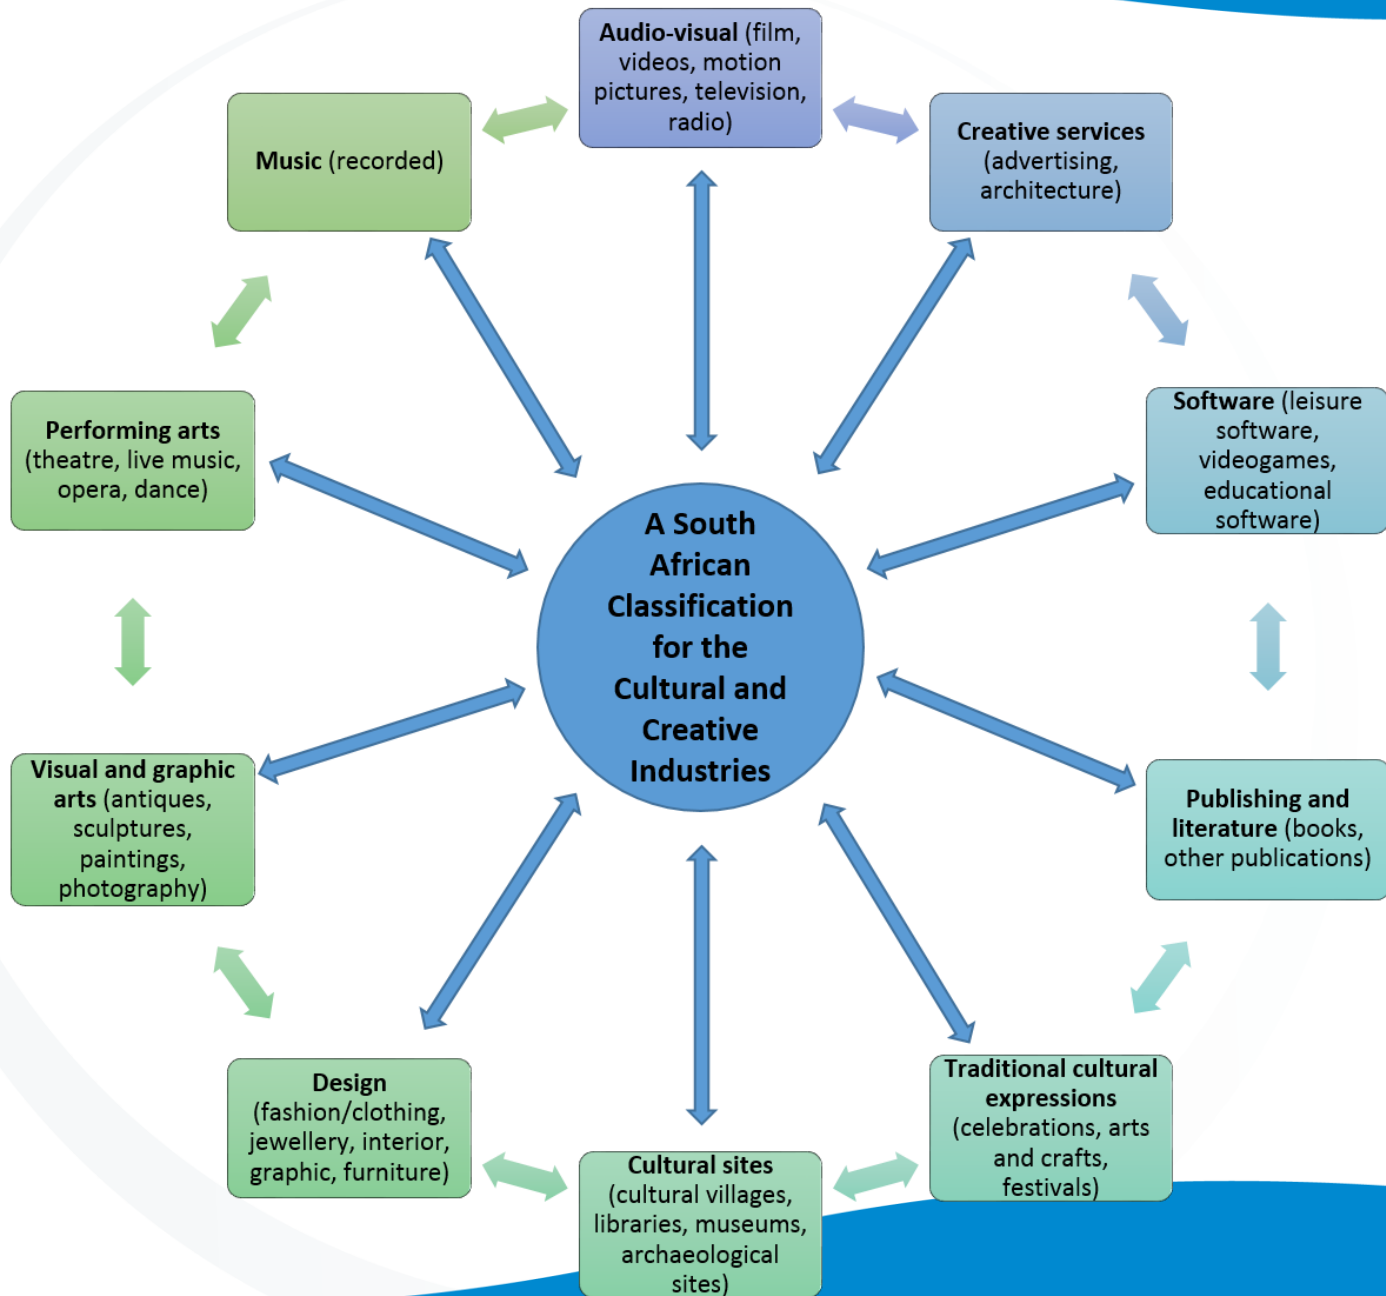 Audio-visual (film,
videos, motion
pictures, television,
radio)
Creative services
(advertising,
architecture)
Software (leisure
software,
videogames,
educational
software)
Publishing and
literature (books,
other publications)
Traditional cultural
expressions
(celebrations, arts
and crafts,
festivals)
Cultural sites
(cultural villages,
libraries, museums,
archaeological
sites)
Design
(fashion/clothing,
jewellery, interior,
graphic, furniture)
Visual and graphic
arts (antiques,
sculptures,
paintings,
photography)
Performing arts
(theatre, live music,
opera, dance)
Music (recorded)
A South
African
Classification
for the
Cultural and
Creative
Industries